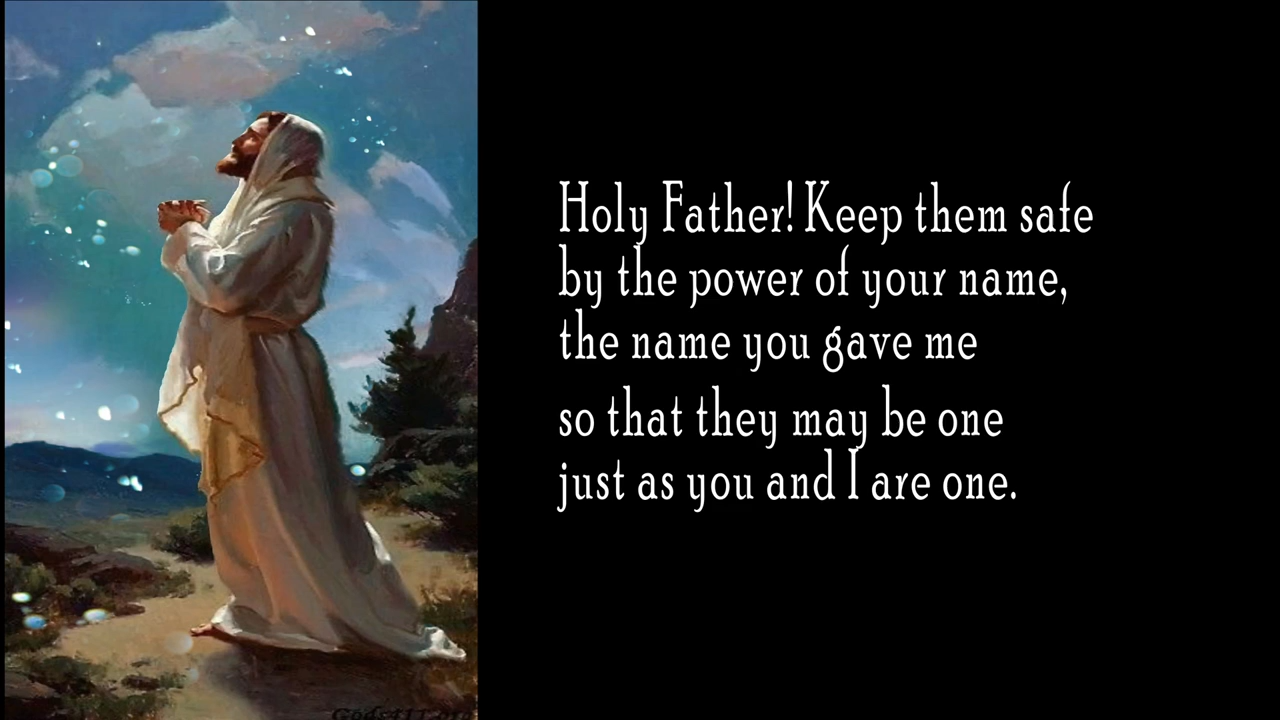 Holy Father! Keep them safe
by the power of your name,
the name you gave me
so that they may be one
just as you and I are one.